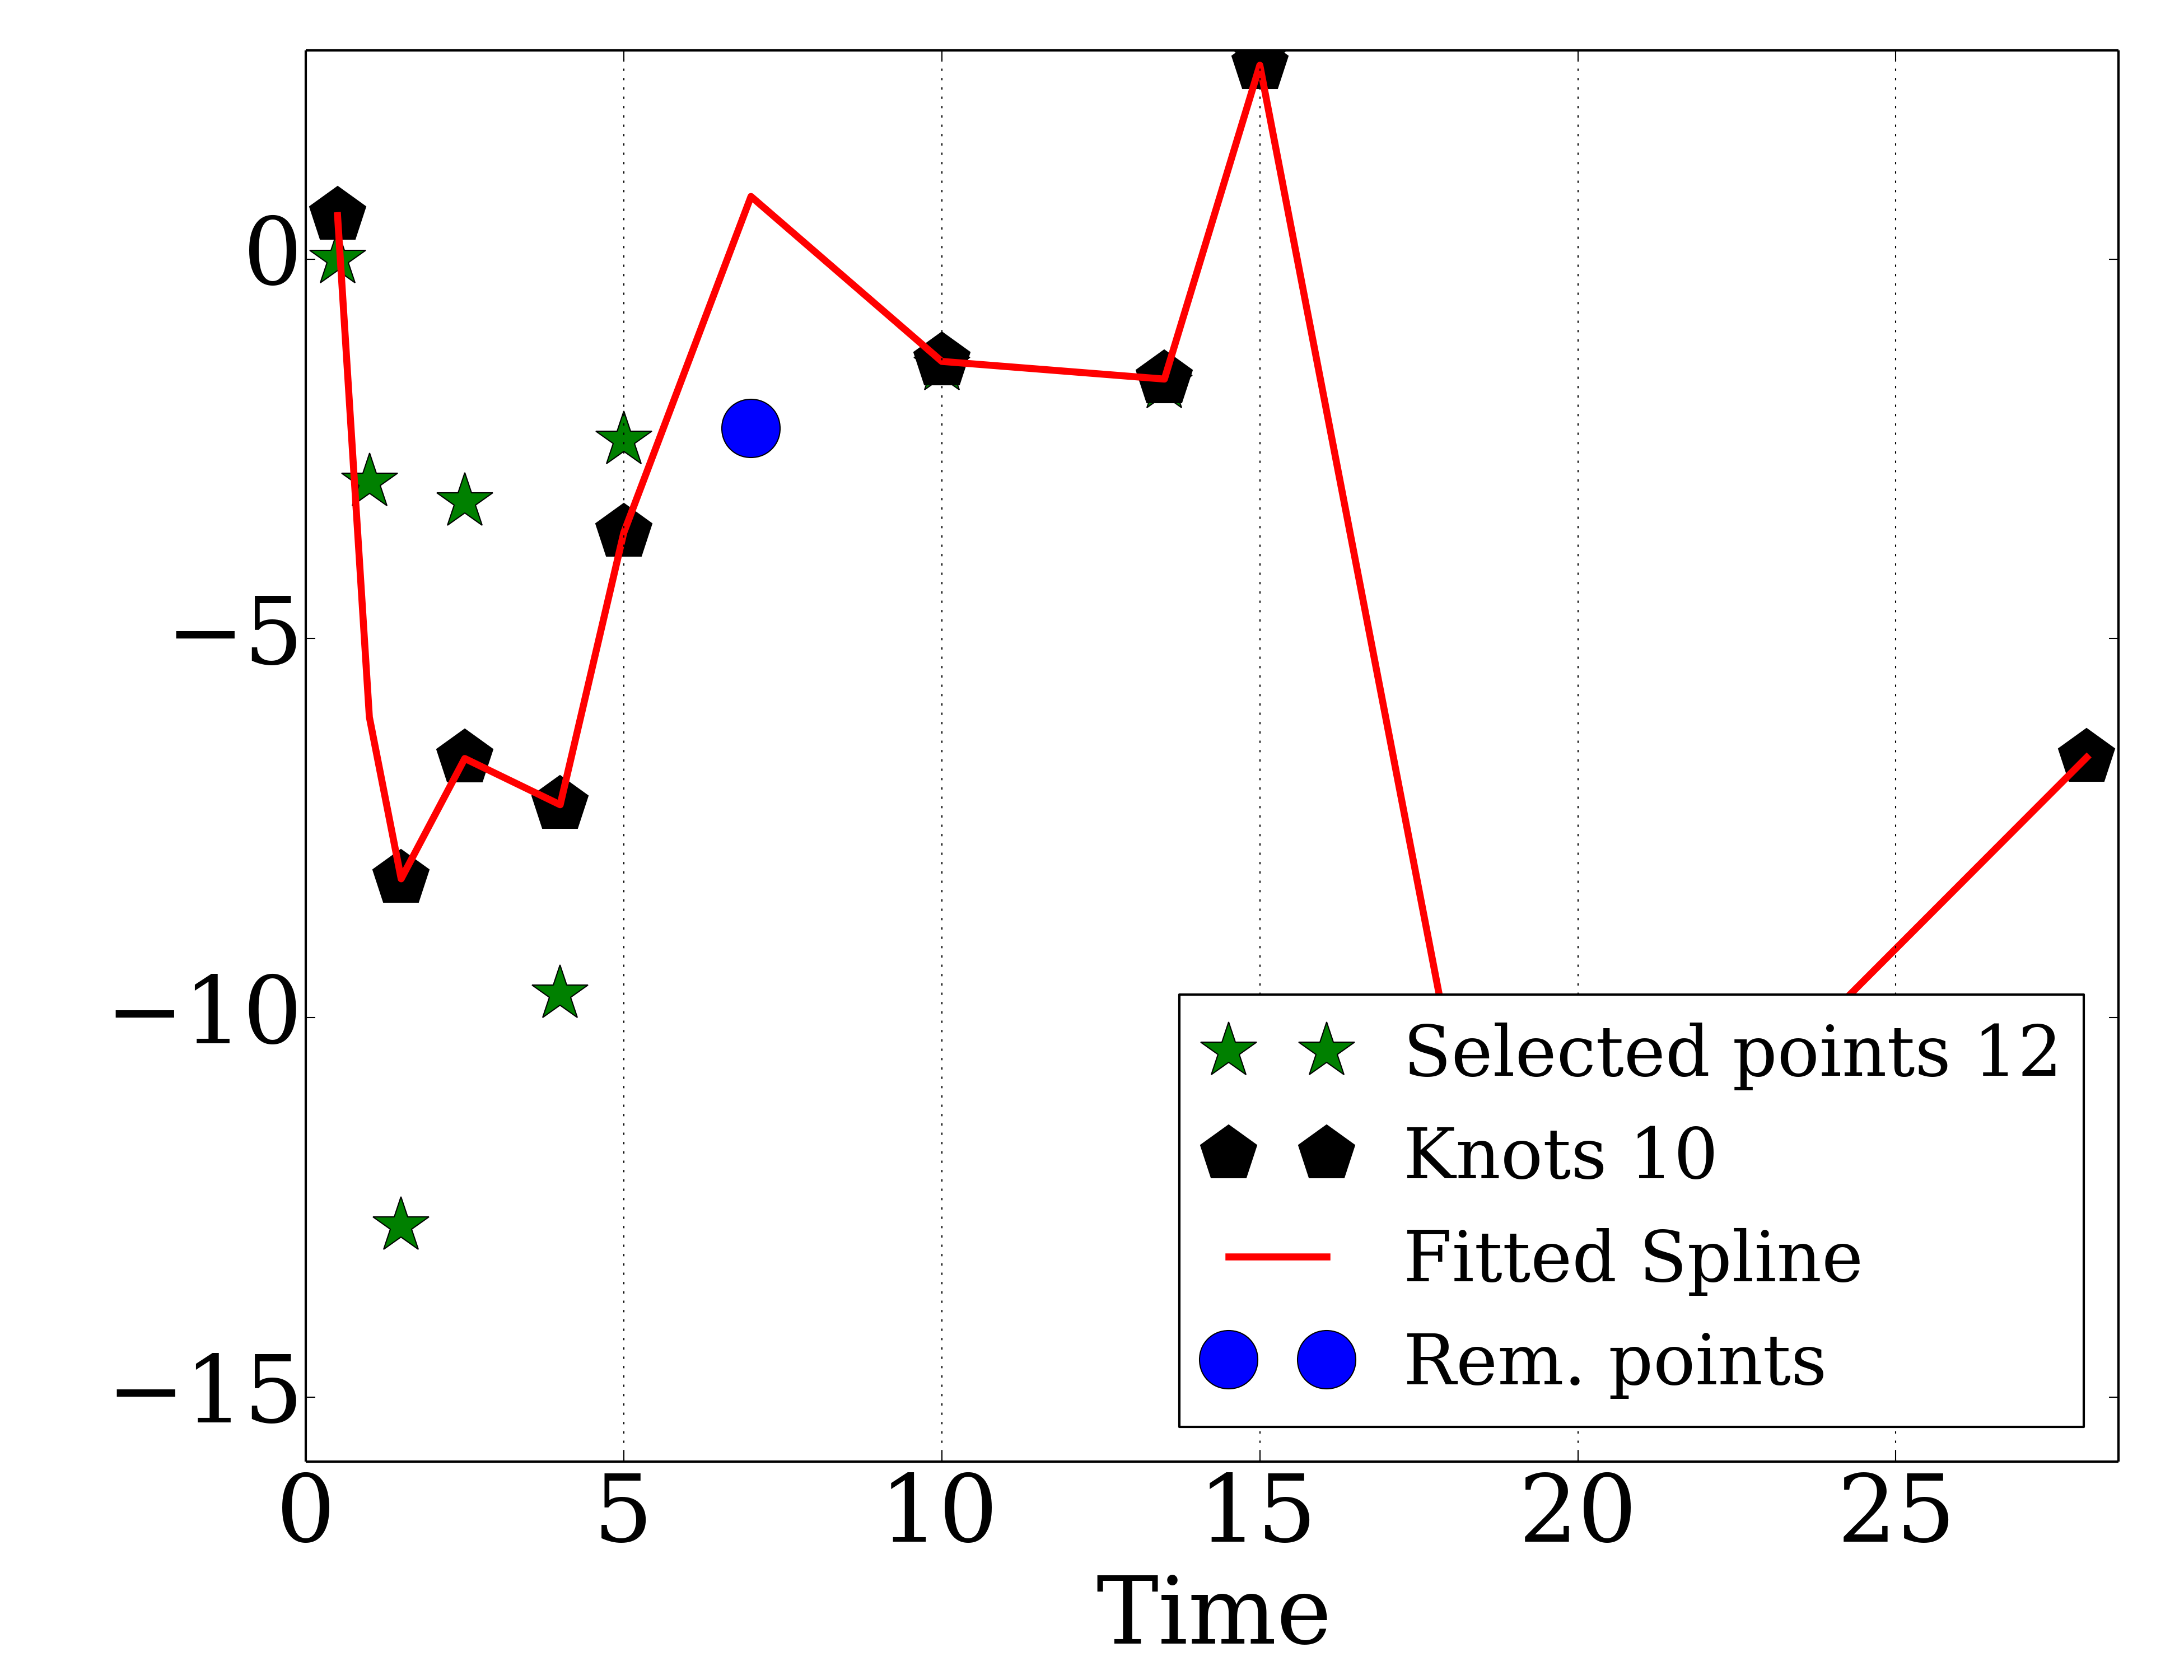 0
−5
−10
−15
0 5 10 15 20 25
Time
Selected points 12
Knots 10
Fitted Spline
Rem. points